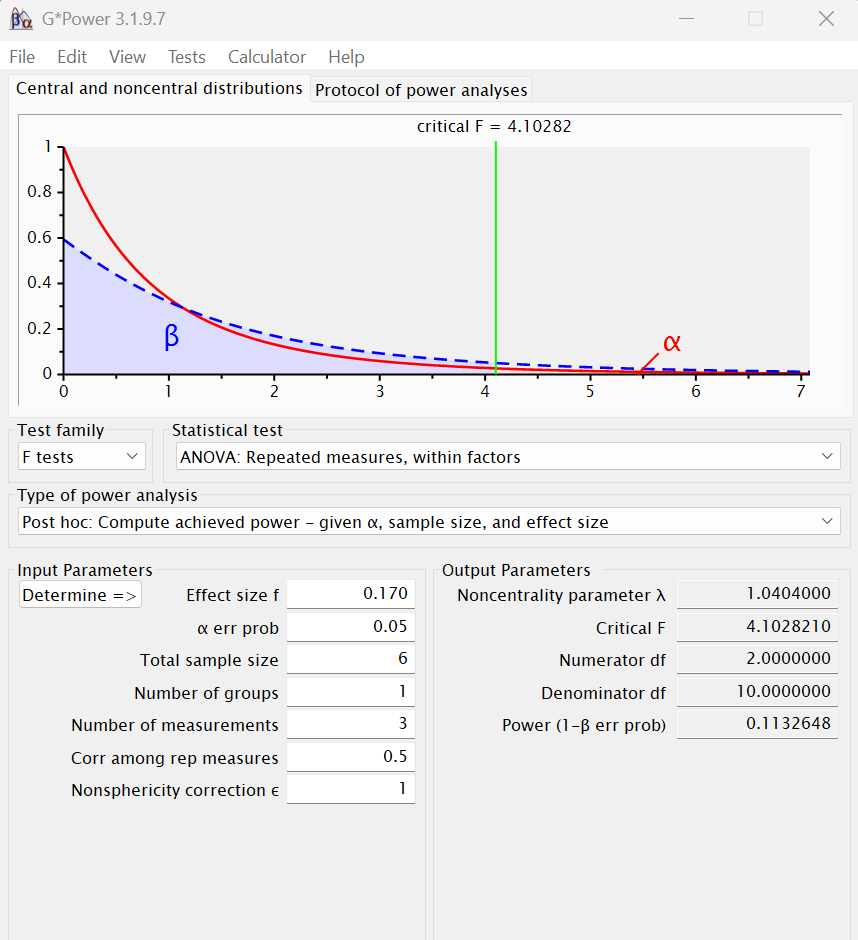 G*Power 3.1.9.7
File Edit View Tests Calculator Help
Central and noncentral distributions Protocol of power analyses
critical F = 4.10282
1
0.8
0.6
0.4
0.2
0
β
α
0 1 2 3 4 5 6 7
Test family Statistical test
F tests ANOVA: Repeated measures, within factors
Type of power analysis
Post hoc: Compute achieved power – given α, sample size, and effect size
Input Parameters Output Parameters
Determine => Effect size f 0.170 Noncentrality parameter λ 1.0404000
α err prob 0.05 Critical F 4.1028210
Total sample size 6 Numerator df 2.0000000
Number of groups 1 Denominator df 10.0000000
Number of measurements 3 Power (1-β err prob) 0.1132648
Corr among rep measures 0.5
Nonsphericity correction ϵ 1